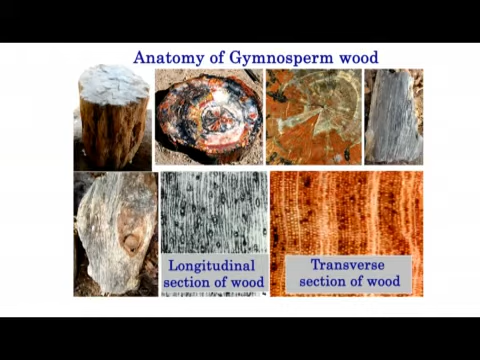 Anatomy of Gymnosperm wood
Longitudinal
section of wood
Transverse
section of wood